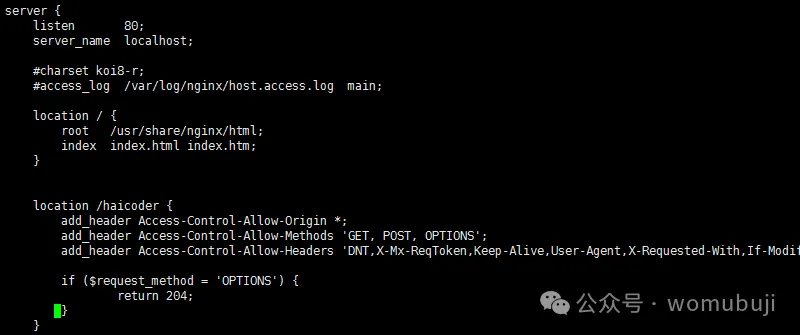 server {
    listen       80;
    server_name  localhost;

    #charset koi8-r;
    #access_log  /var/log/nginx/host.access.log  main;

    location / {
        root   /usr/share/nginx/html;
        index  index.html index.htm;
    }


    location /haicoder {
        add_header Access-Control-Allow-Origin *;
        add_header Access-Control-Allow-Methods 'GET, POST, OPTIONS';
        add_header Access-Control-Allow-Headers 'DNT,X-Mx-ReqToken,Keep-Alive,User-Agent,X-Requested-With,If-Modif

        if ($request_method = 'OPTIONS') {
                return 204;
        }
    }
公众号 · womubuji